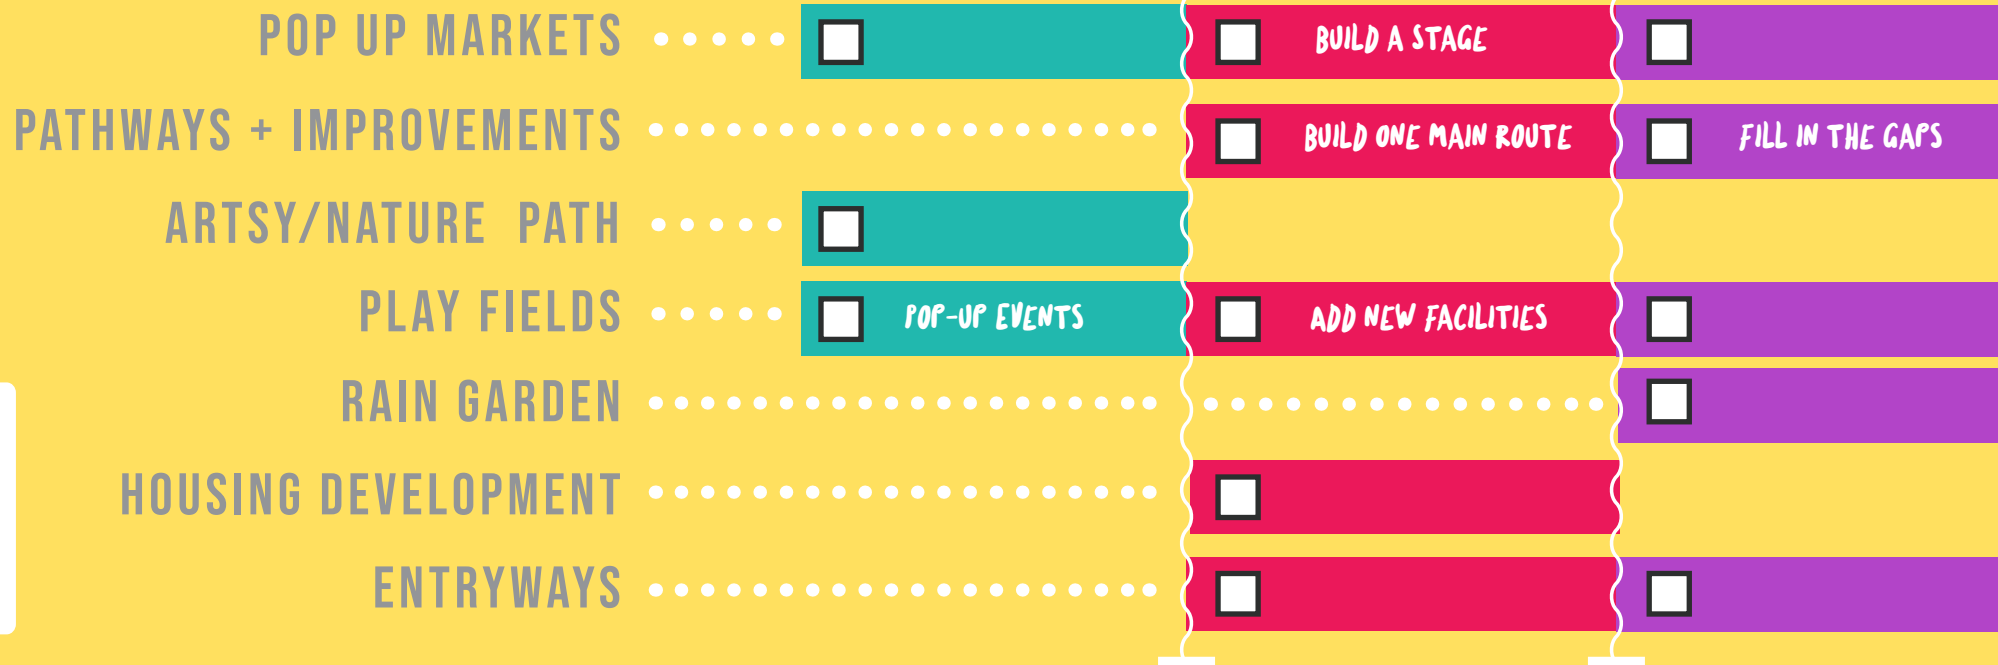 POP UP MARKETS BUILD A STAGE
PATHWAYS + IMPROVEMENTS BUILD ONE MAIN ROUTE FILL IN THE GAPS
ARTSY/NATURE PATH
PLAY FIELDS POP-UP EVENTS ADD NEW FACILITIES
RAIN GARDEN
HOUSING DEVELOPMENT
ENTRYWAYS